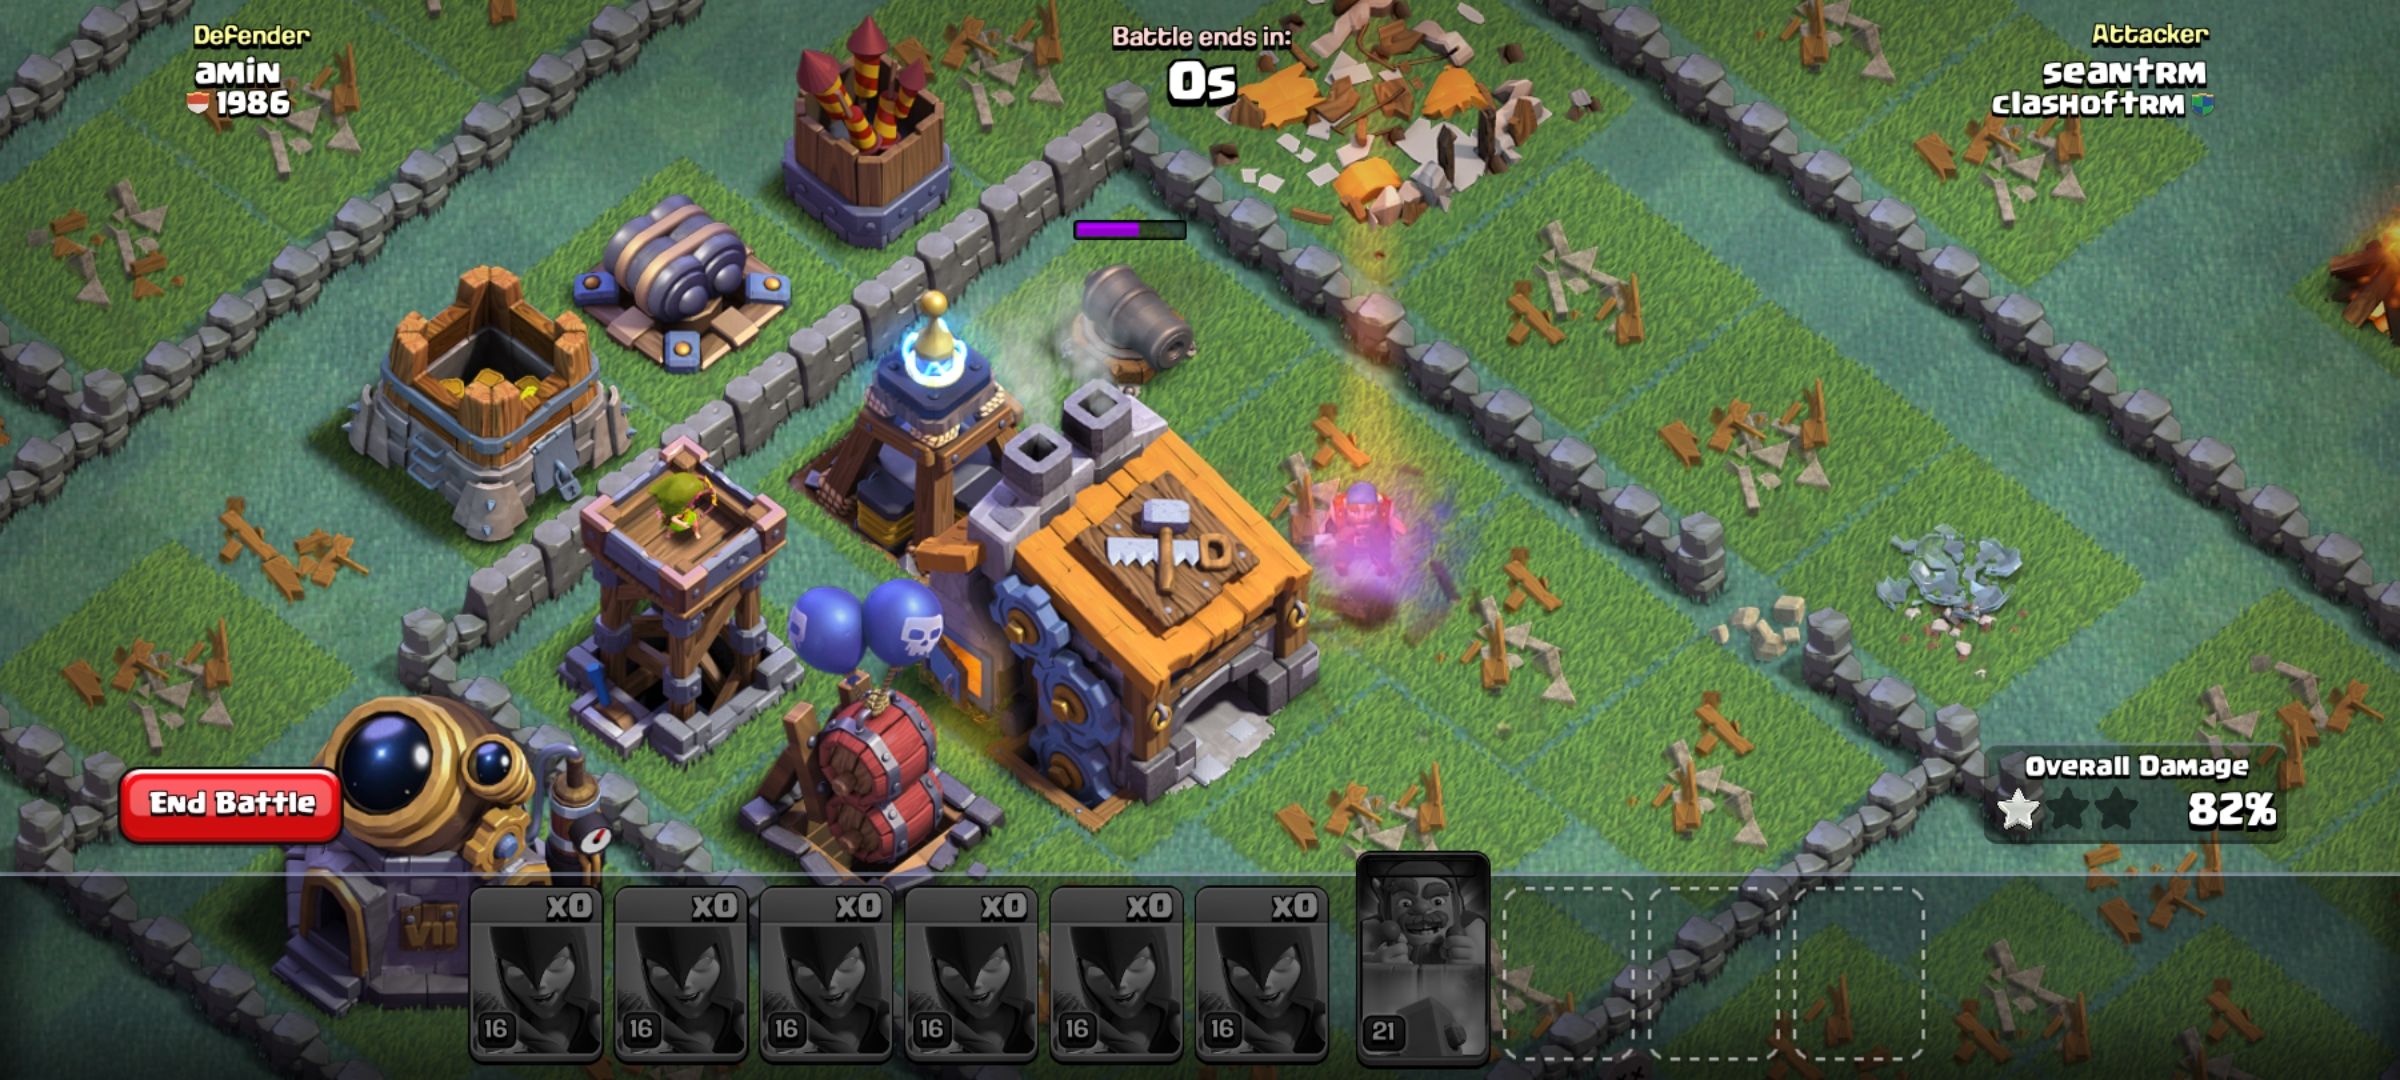 Defender
amin
1986
Battle ends in:
0s
Attacker
seantrm
clashoftrm
End Battle
VII
Overall Damage
82%
x0
x0
x0
x0
x0
x0
16
16
16
16
16
16
21